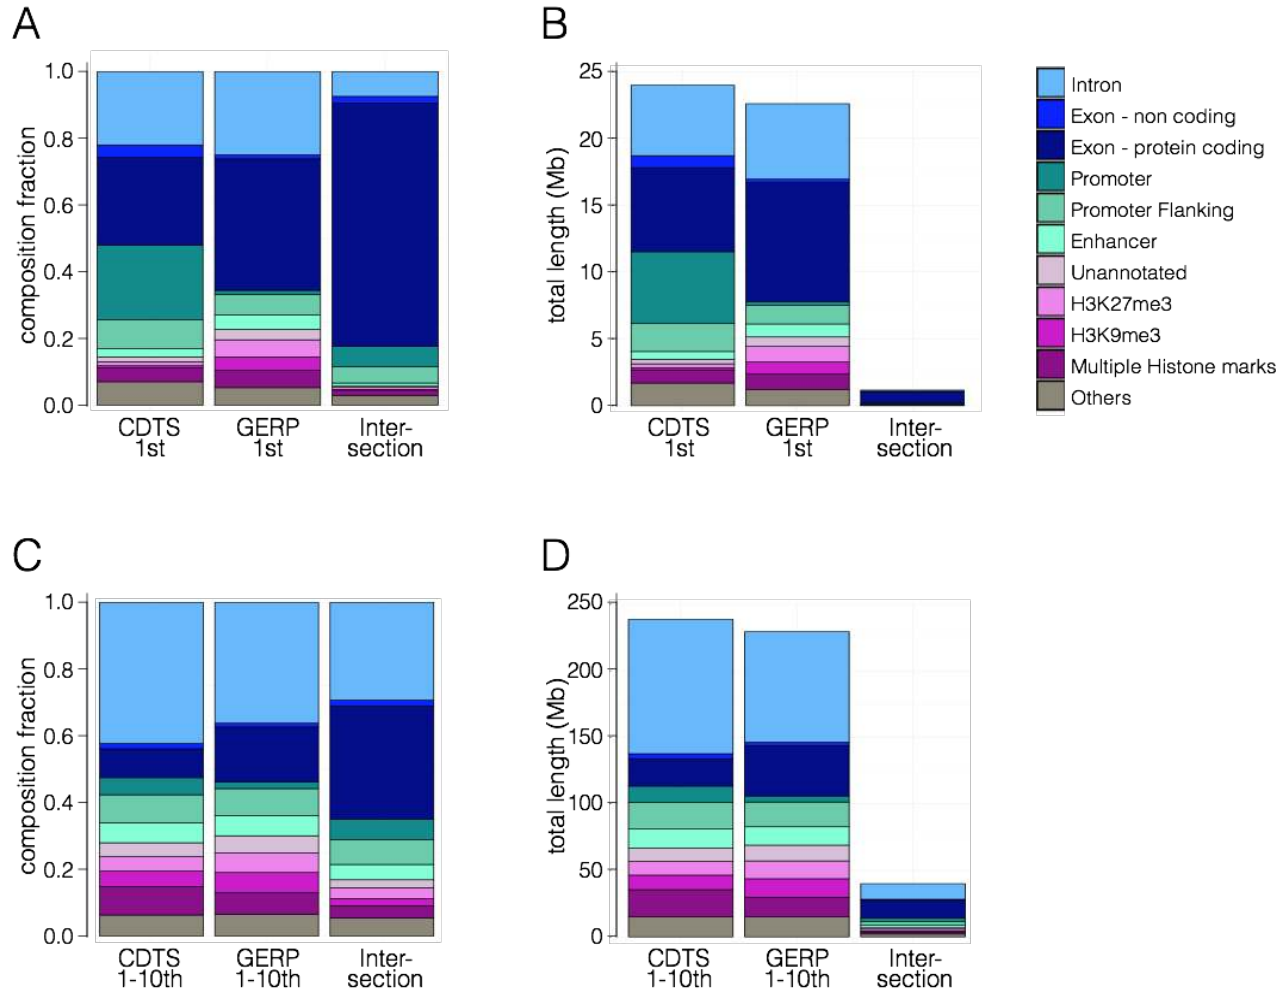 A
composition fraction
1.0
0.8
0.6
0.4
0.2
0.0
CDTS
1st
GERP
1st
Inter-
section
B
total length (Mb)
25
20
15
10
5
0
CDTS
1st
GERP
1st
Inter-
section
Intron
Exon - non coding
Exon - protein coding
Promoter
Promoter Flanking
Enhancer
Unannotated
H3K27me3
H3K9me3
Multiple Histone marks
Others
C
composition fraction
1.0
0.8
0.6
0.4
0.2
0.0
CDTS
1-10th
GERP
1-10th
Inter-
section
D
total length (Mb)
250
200
150
100
50
0
CDTS
1-10th
GERP
1-10th
Inter-
section